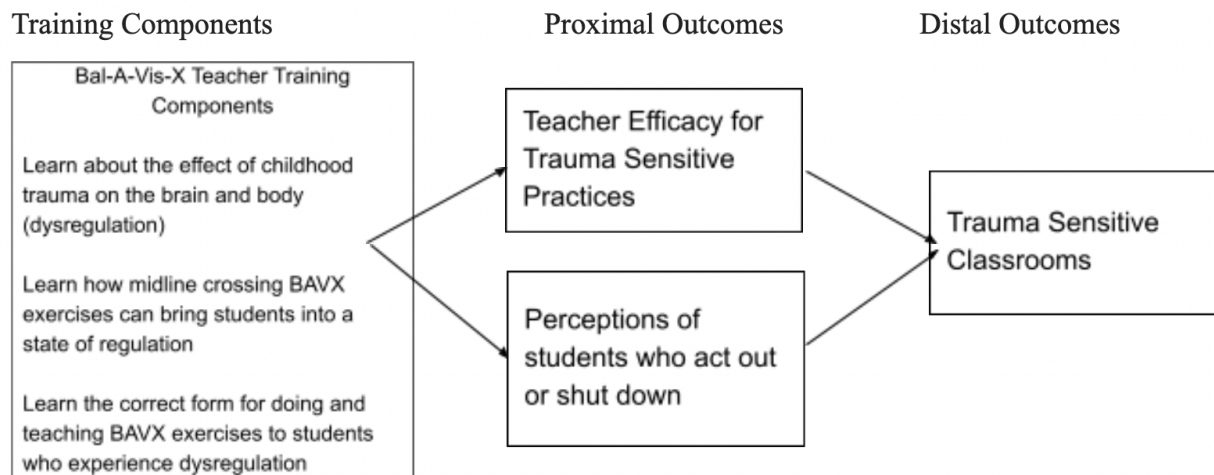 Training Components
Proximal Outcomes
Distal Outcomes
Bal-A-Vis-X Teacher Training
Components
Learn about the effect of childhood
trauma on the brain and body
(dysregulation)
Learn how midline crossing BAVX
exercises can bring students into a
state of regulation
Learn the correct form for doing and
teaching BAVX exercises to students
who experience dysregulation
Teacher Efficacy for
Trauma Sensitive
Practices
Perceptions of
students who act out
or shut down
Trauma Sensitive
Classrooms